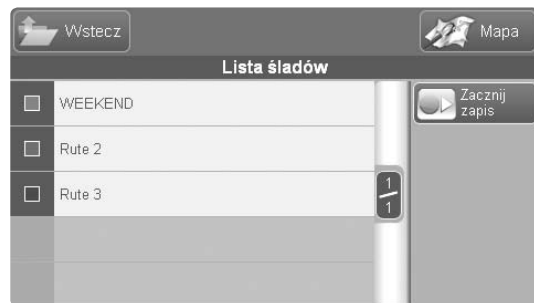 Wstecz
Mapa
Lista śladów
WEEKEND
Zacznij
zapis
Rute 2
Rute 3
1
1